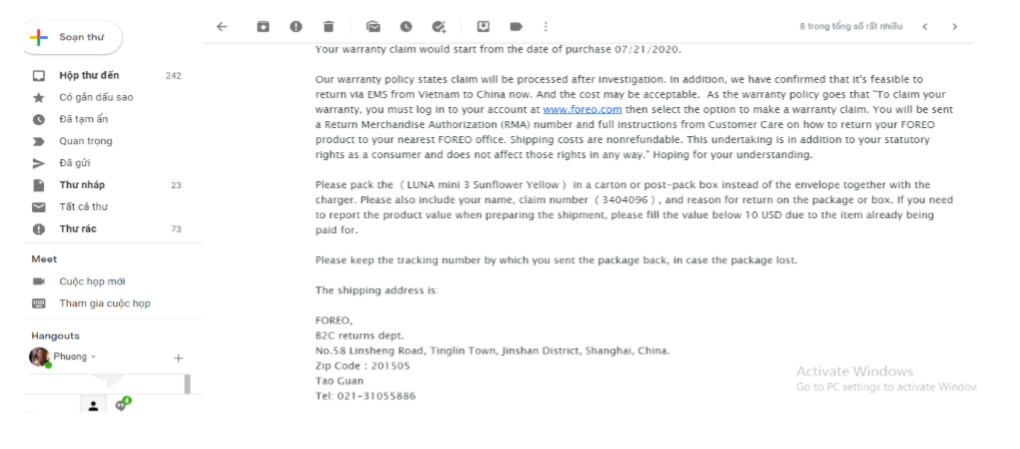 Soạn thư
Hộp thư đến 242
Có gắn dấu sao
Đã tạm ẩn
Quan trọng
Đã gửi
Thư nháp 23
Tất cả thư
Thư rác 73
Meet
Cuộc họp mới
Tham gia cuộc họp
Hangouts
Phuong
4
8 trong tổng số rất nhiều
Your warranty claim would start from the date of purchase 07/21/2020.
Our warranty policy states claim will be processed after investigation. In addition, we have confirmed that it's feasible to
return via EMS from Vietnam to China now. And the cost may be acceptable. As the warranty policy goes that "To claim your
warranty, you must log in to your account at www.foreo.com then select the option to make a warranty claim. You will be sent
a Return Merchandise Authorization (RMA) number and full instructions from Customer Care on how to return your FOREO
product to your nearest FOREO office. Shipping costs are nonrefundable. This undertaking is in addition to your statutory
rights as a consumer and does not affect those rights in any way." Hoping for your understanding.
Please pack the （LUNA mini 3 Sunflower Yellow）in a carton or post-pack box instead of the envelope together with the
charger. Please also include your name, claim number （3404096）, and reason for return on the package or box. If you need
to report the product value when preparing the shipment, please fill the value below 10 USD due to the item already being
paid for.
Please keep the tracking number by which you sent the package back, in case the package lost.
The shipping address is:
FOREO,
B2C returns dept.
No.58 Linsheng Road, Tinglin Town, Jinshan District, Shanghai, China.
Zip Code : 201505
Tao Guan
Tel: 021-31055886
Activate Windows
Go to PC settings to activate Window